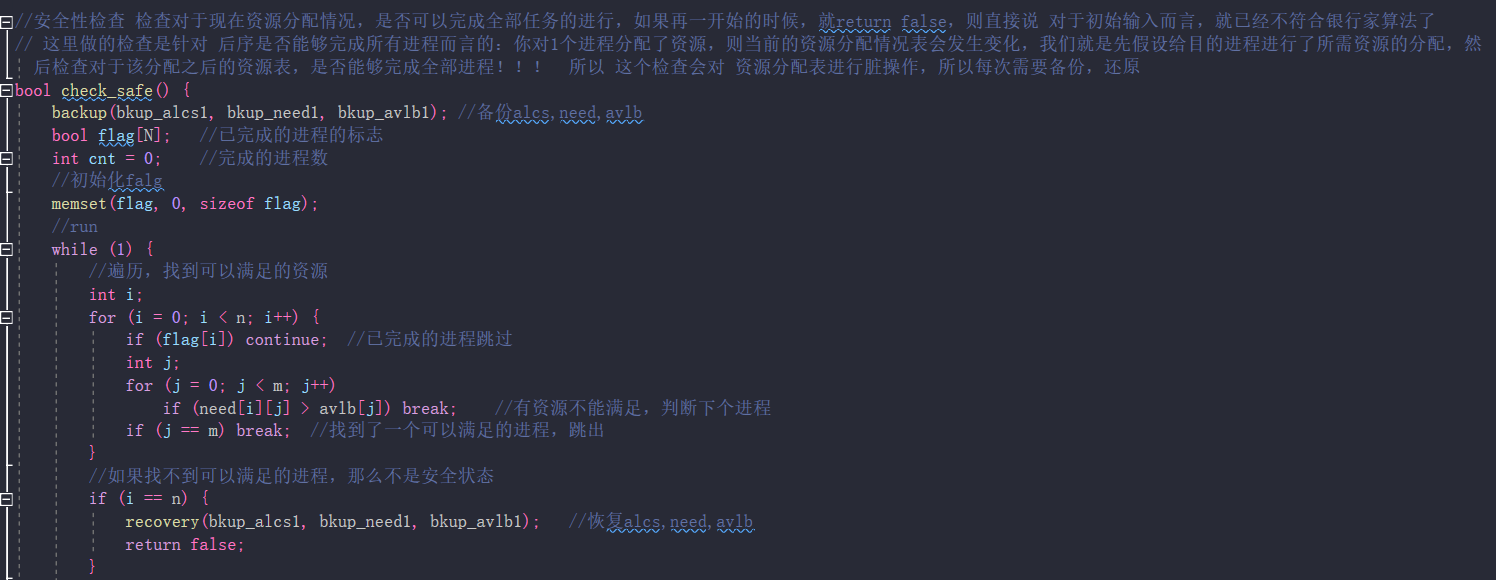 //安全性检查 检查对于现在资源分配情况，是否可以完成全部任务的进行，如果再一开始的时候，就return false，则直接说 对于初始输入而言，就已经不符合银行家算法了
// 这里做的检查是针对 后序是否能够完成所有进程而言的：你对1个进程分配了资源，则当前的资源分配情况表会发生变化，我们就是先假设给目的进程进行了所需资源的分配，然
后检查对于该分配之后的资源表，是否能够完成全部进程！！！ 所以 这个检查会对 资源分配表进行脏操作，所以每次需要备份，还原
bool check_safe() {
backup(bkup_alcs1, bkup_need1, bkup_avlb1); //备份alcs,need,avlb
bool flag[N]; //已完成的进程的标志
int cnt = 0; //完成的进程数
//初始化falg
memset(flag, 0, sizeof flag);
//run
while (1) {
//遍历，找到可以满足的资源
int i;
for (i = 0; i < n; i++) {
if (flag[i]) continue; //已完成的进程跳过
int j;
for (j = 0; j < m; j++)
if (need[i][j] > avlb[j]) break; //有资源不能满足，判断下个进程
if (j == m) break; //找到了一个可以满足的进程，跳出
}
//如果找不到可以满足的进程，那么不是安全状态
if (i == n) {
recovery(bkup_alcs1, bkup_need1, bkup_avlb1); //恢复alcs,need,avlb
return false;
}